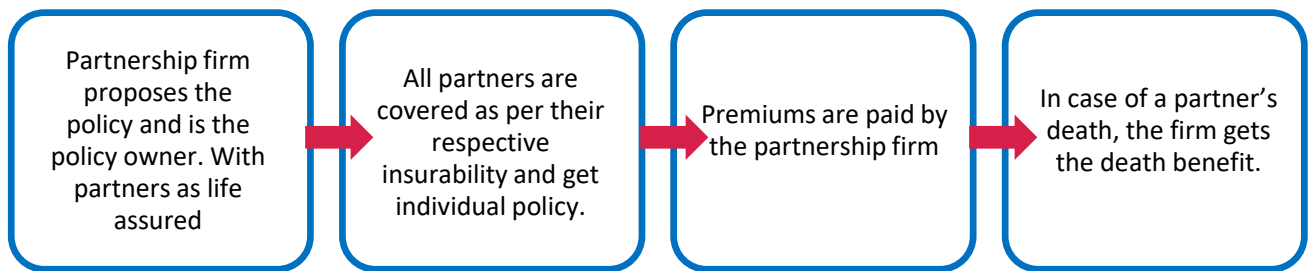 Partnership firm
proposes the
policy and is the
policy owner. With
partners as life
assured
All partners are
covered as per their
respective
insurability and get
individual policy.
Premiums are paid by
the partnership firm
In case of a partner’s
death, the firm gets
the death benefit.